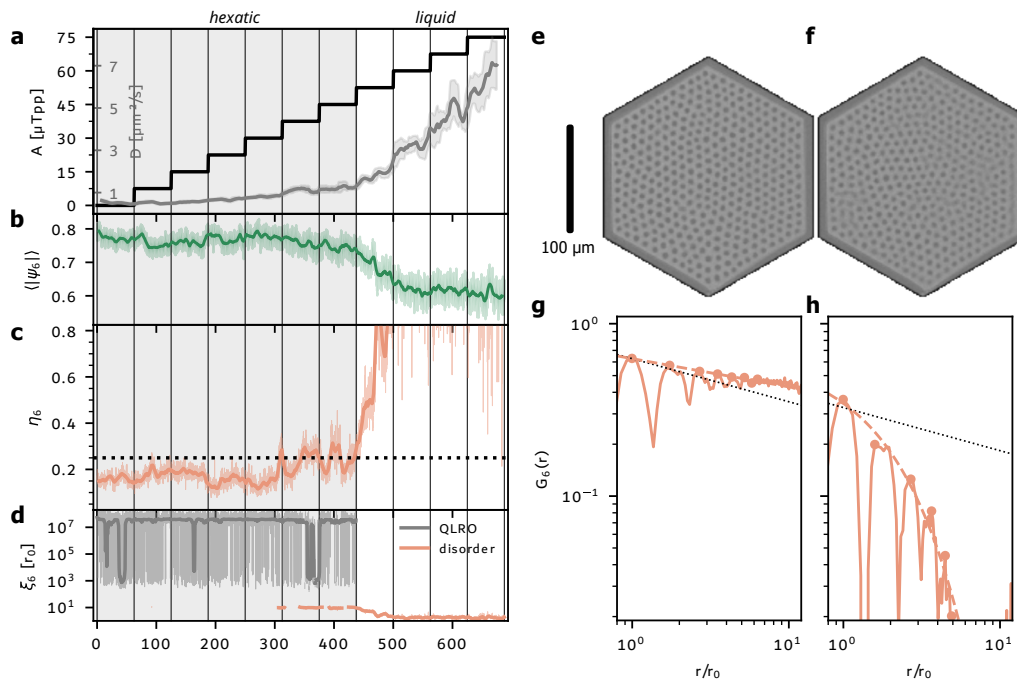 hexatic liquid
a
A [µTpp]
75
60
45
30
15
0
D [µm²/s]
7
5
3
1
b
⟨|ψ₆|⟩
0.8
0.7
0.6
c
η₆
0.8
0.6
0.4
0.2
d
ξ₆ [r₀]
10⁷
10⁵
10³
10¹
QLRO
disorder
0 100 200 300 400 500 600
e
100 µm
f
g
G₆(r)
10⁰
10⁻¹
10⁰ 10¹
r/r₀
h
10⁰ 10¹
r/r₀